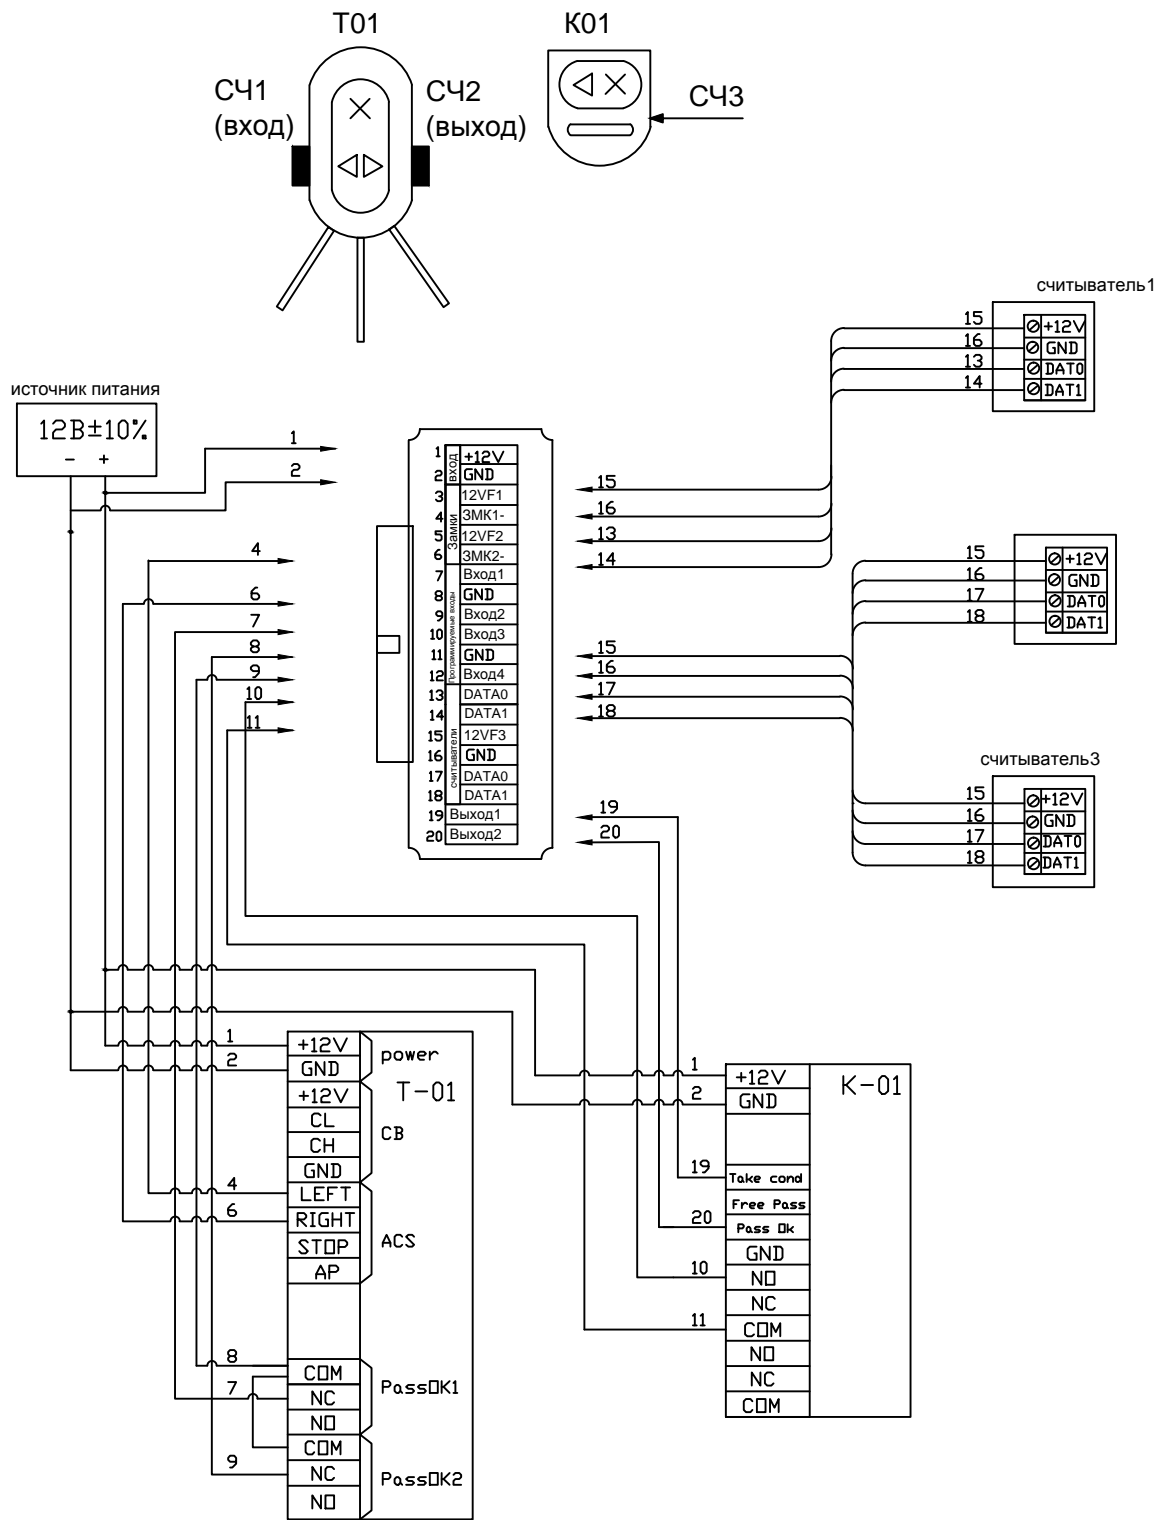 T01
K01
СЧ1
(вход)
СЧ2
(выход)
СЧ3
считыватель1
15
+12V
16
GND
13
DAT0
14
DAT1
источник питания
12В±10%
- +
1
2
4
6
7
8
9
10
11
вход
Замки
Программируемые входы
считыватели
1 +12V
2 GND
3 12VF1
4 ЗМК1-
5 12VF2
6 ЗМК2-
7 Вход1
8 GND
9 Вход2
10 Вход3
11 GND
12 Вход4
13 DATA0
14 DATA1
15 12VF3
16 GND
17 DATA0
18 DATA1
19 Выход1
20 Выход2
15
16
13
14
15
16
17
18
19
20
15
+12V
16
GND
17
DAT0
18
DAT1
считыватель3
15
+12V
16
GND
17
DAT0
18
DAT1
T-01
1
+12V
2
GND
power
+12V
CL
CH
GND
CB
4
LEFT
6
RIGHT
STOP
AP
ACS
8
COM
7
NC
NO
PassOK1
COM
9
NC
NO
PassOK2
K-01
1
+12V
2
GND
19
Take cond
Free Pass
20
Pass Ok
GND
10
NO
NC
11
COM
NO
NC
COM